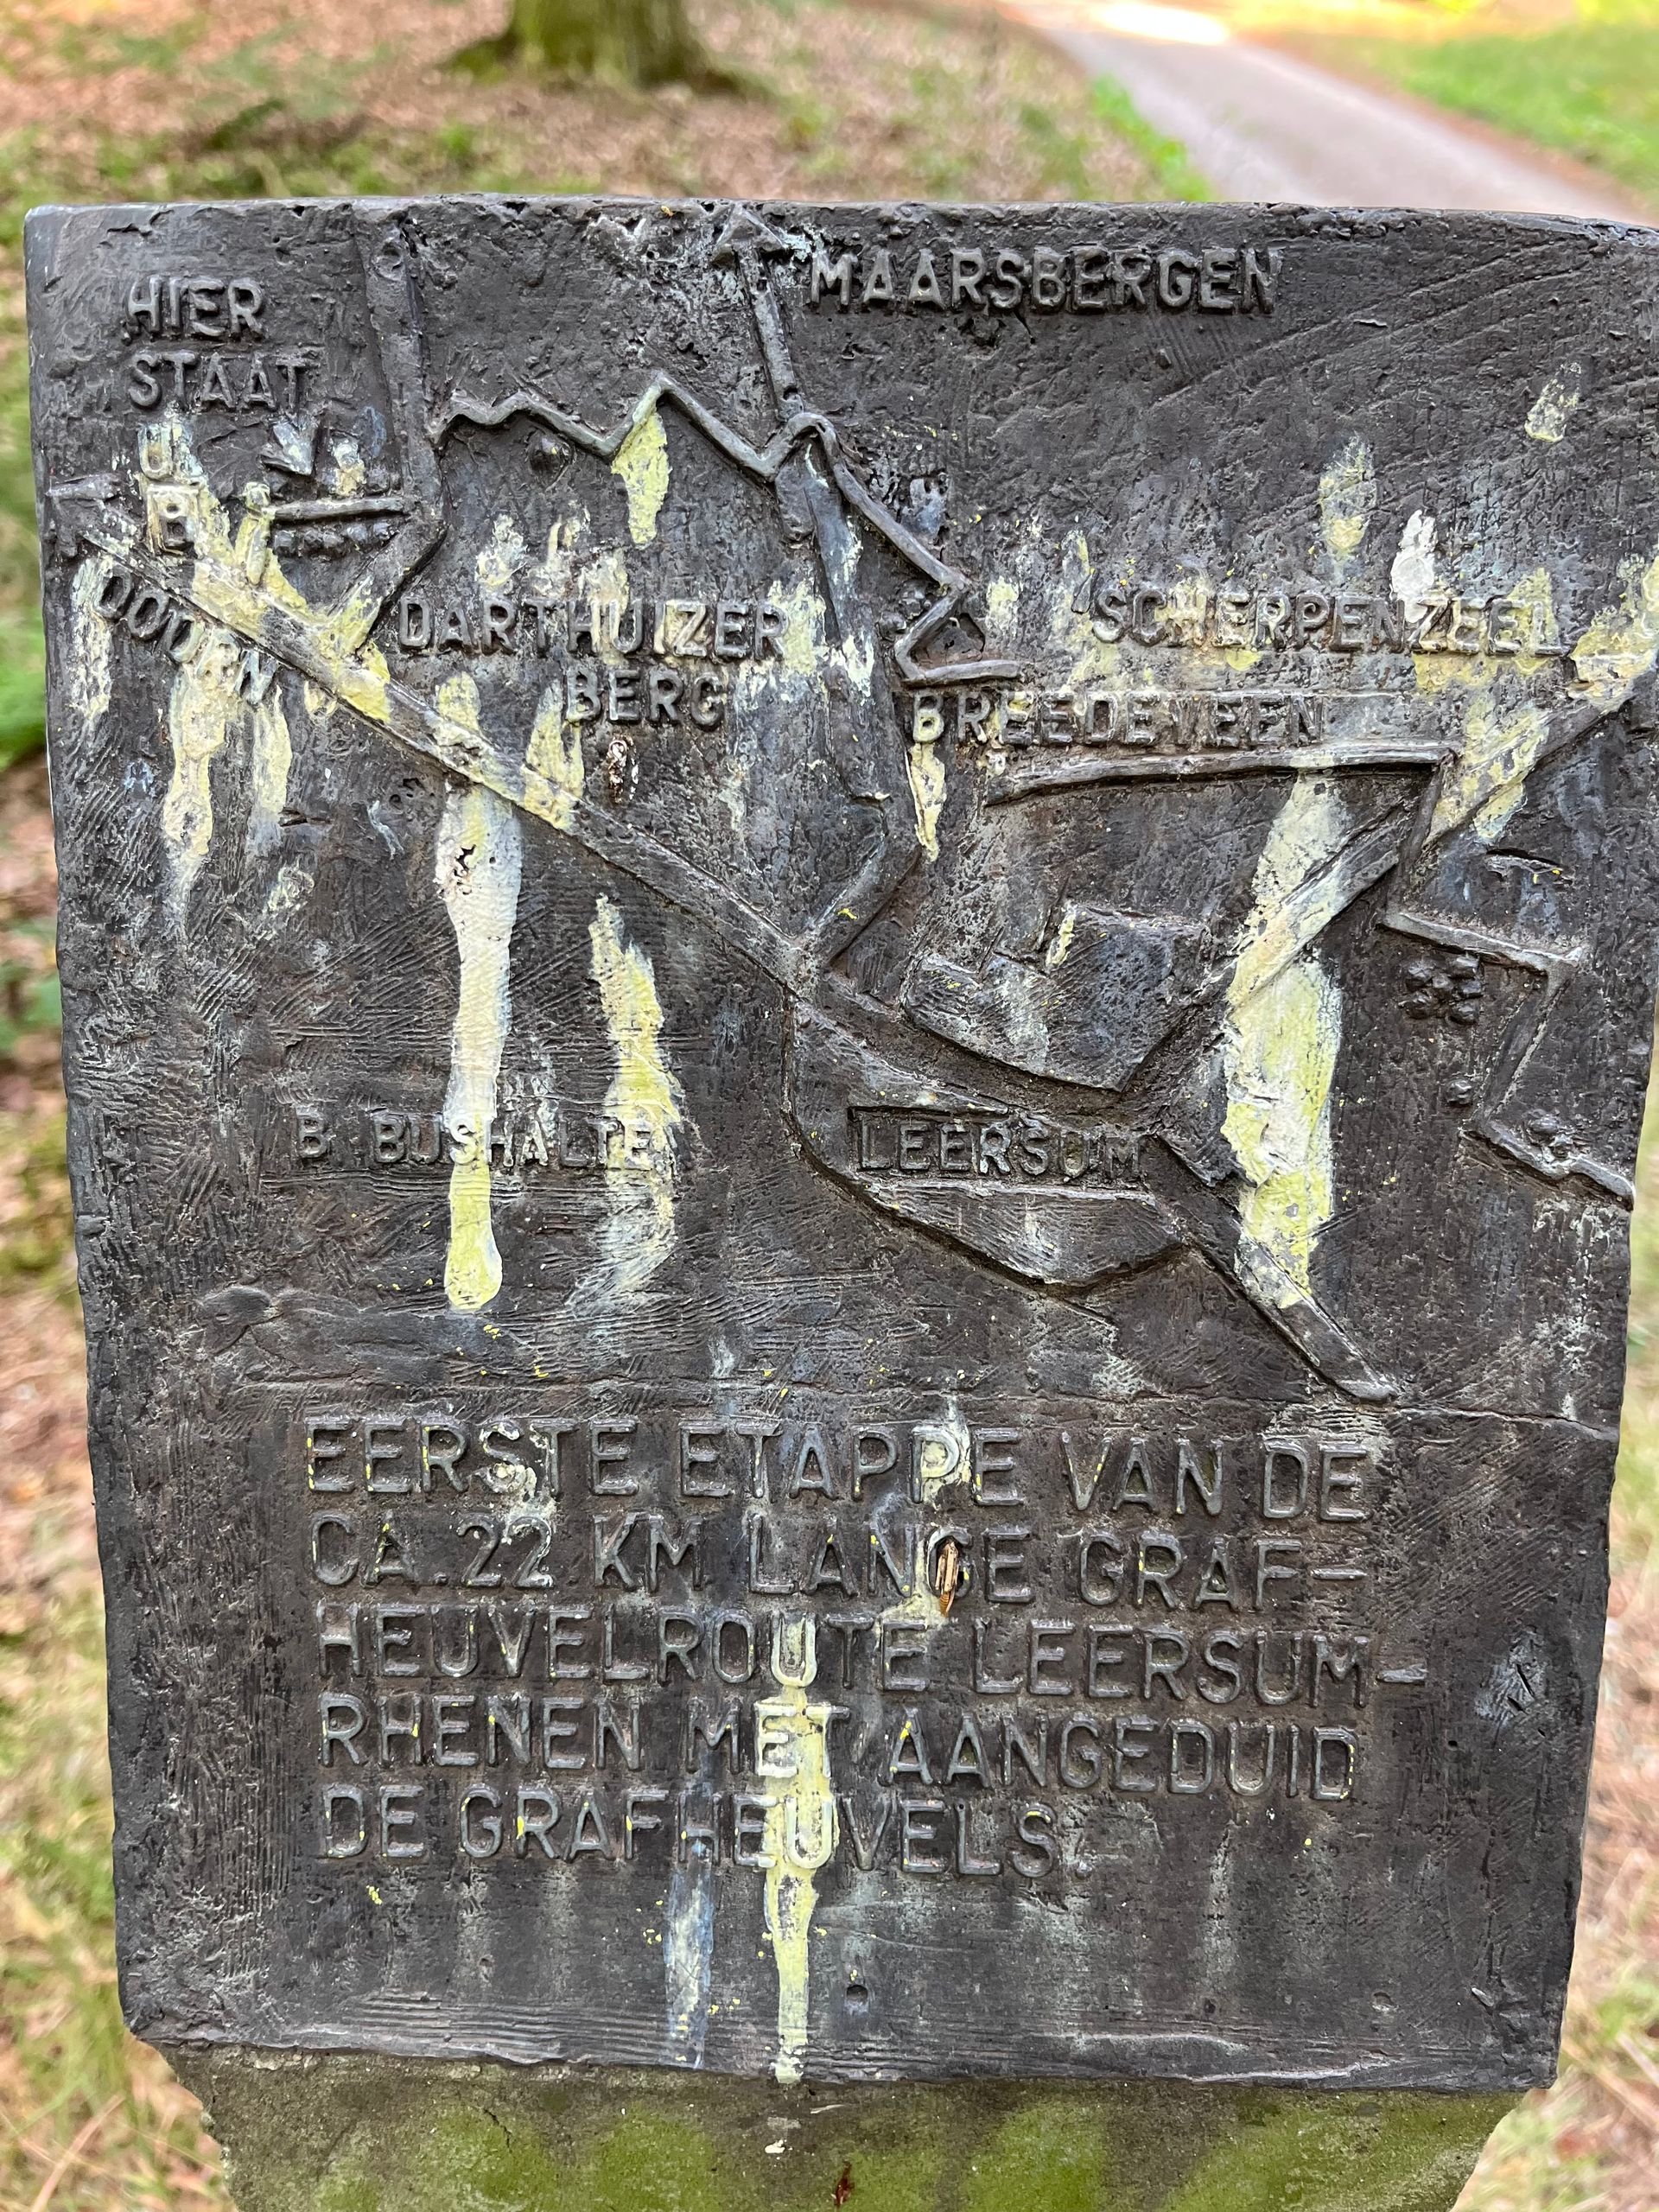 HIER
STAAT
U
B
MAARSBERGEN
DOORN
DARTHUIZER
BERG
SCHERPENZEEL
BREEDEVEEN
B BUSHALTEN
LEERSUM
EERSTE ETAPPE VAN DE
CA. 22 KM LANGE GRAF-
HEUVELROUTE LEERSUM-
RHENEN MET AANGEDUID
DE GRAFHEUVELS.